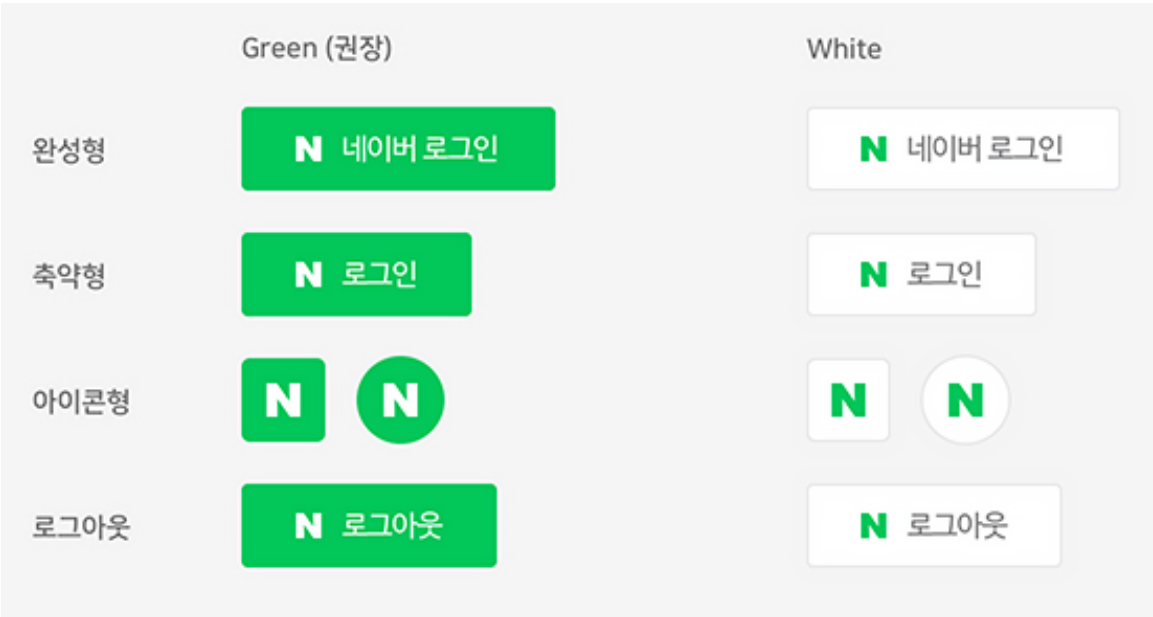 Green (권장) White
완성형 N 네이버 로그인 N 네이버 로그인
축약형 N 로그인 N 로그인
아이콘형 N N N N
로그아웃 N 로그아웃 N 로그아웃